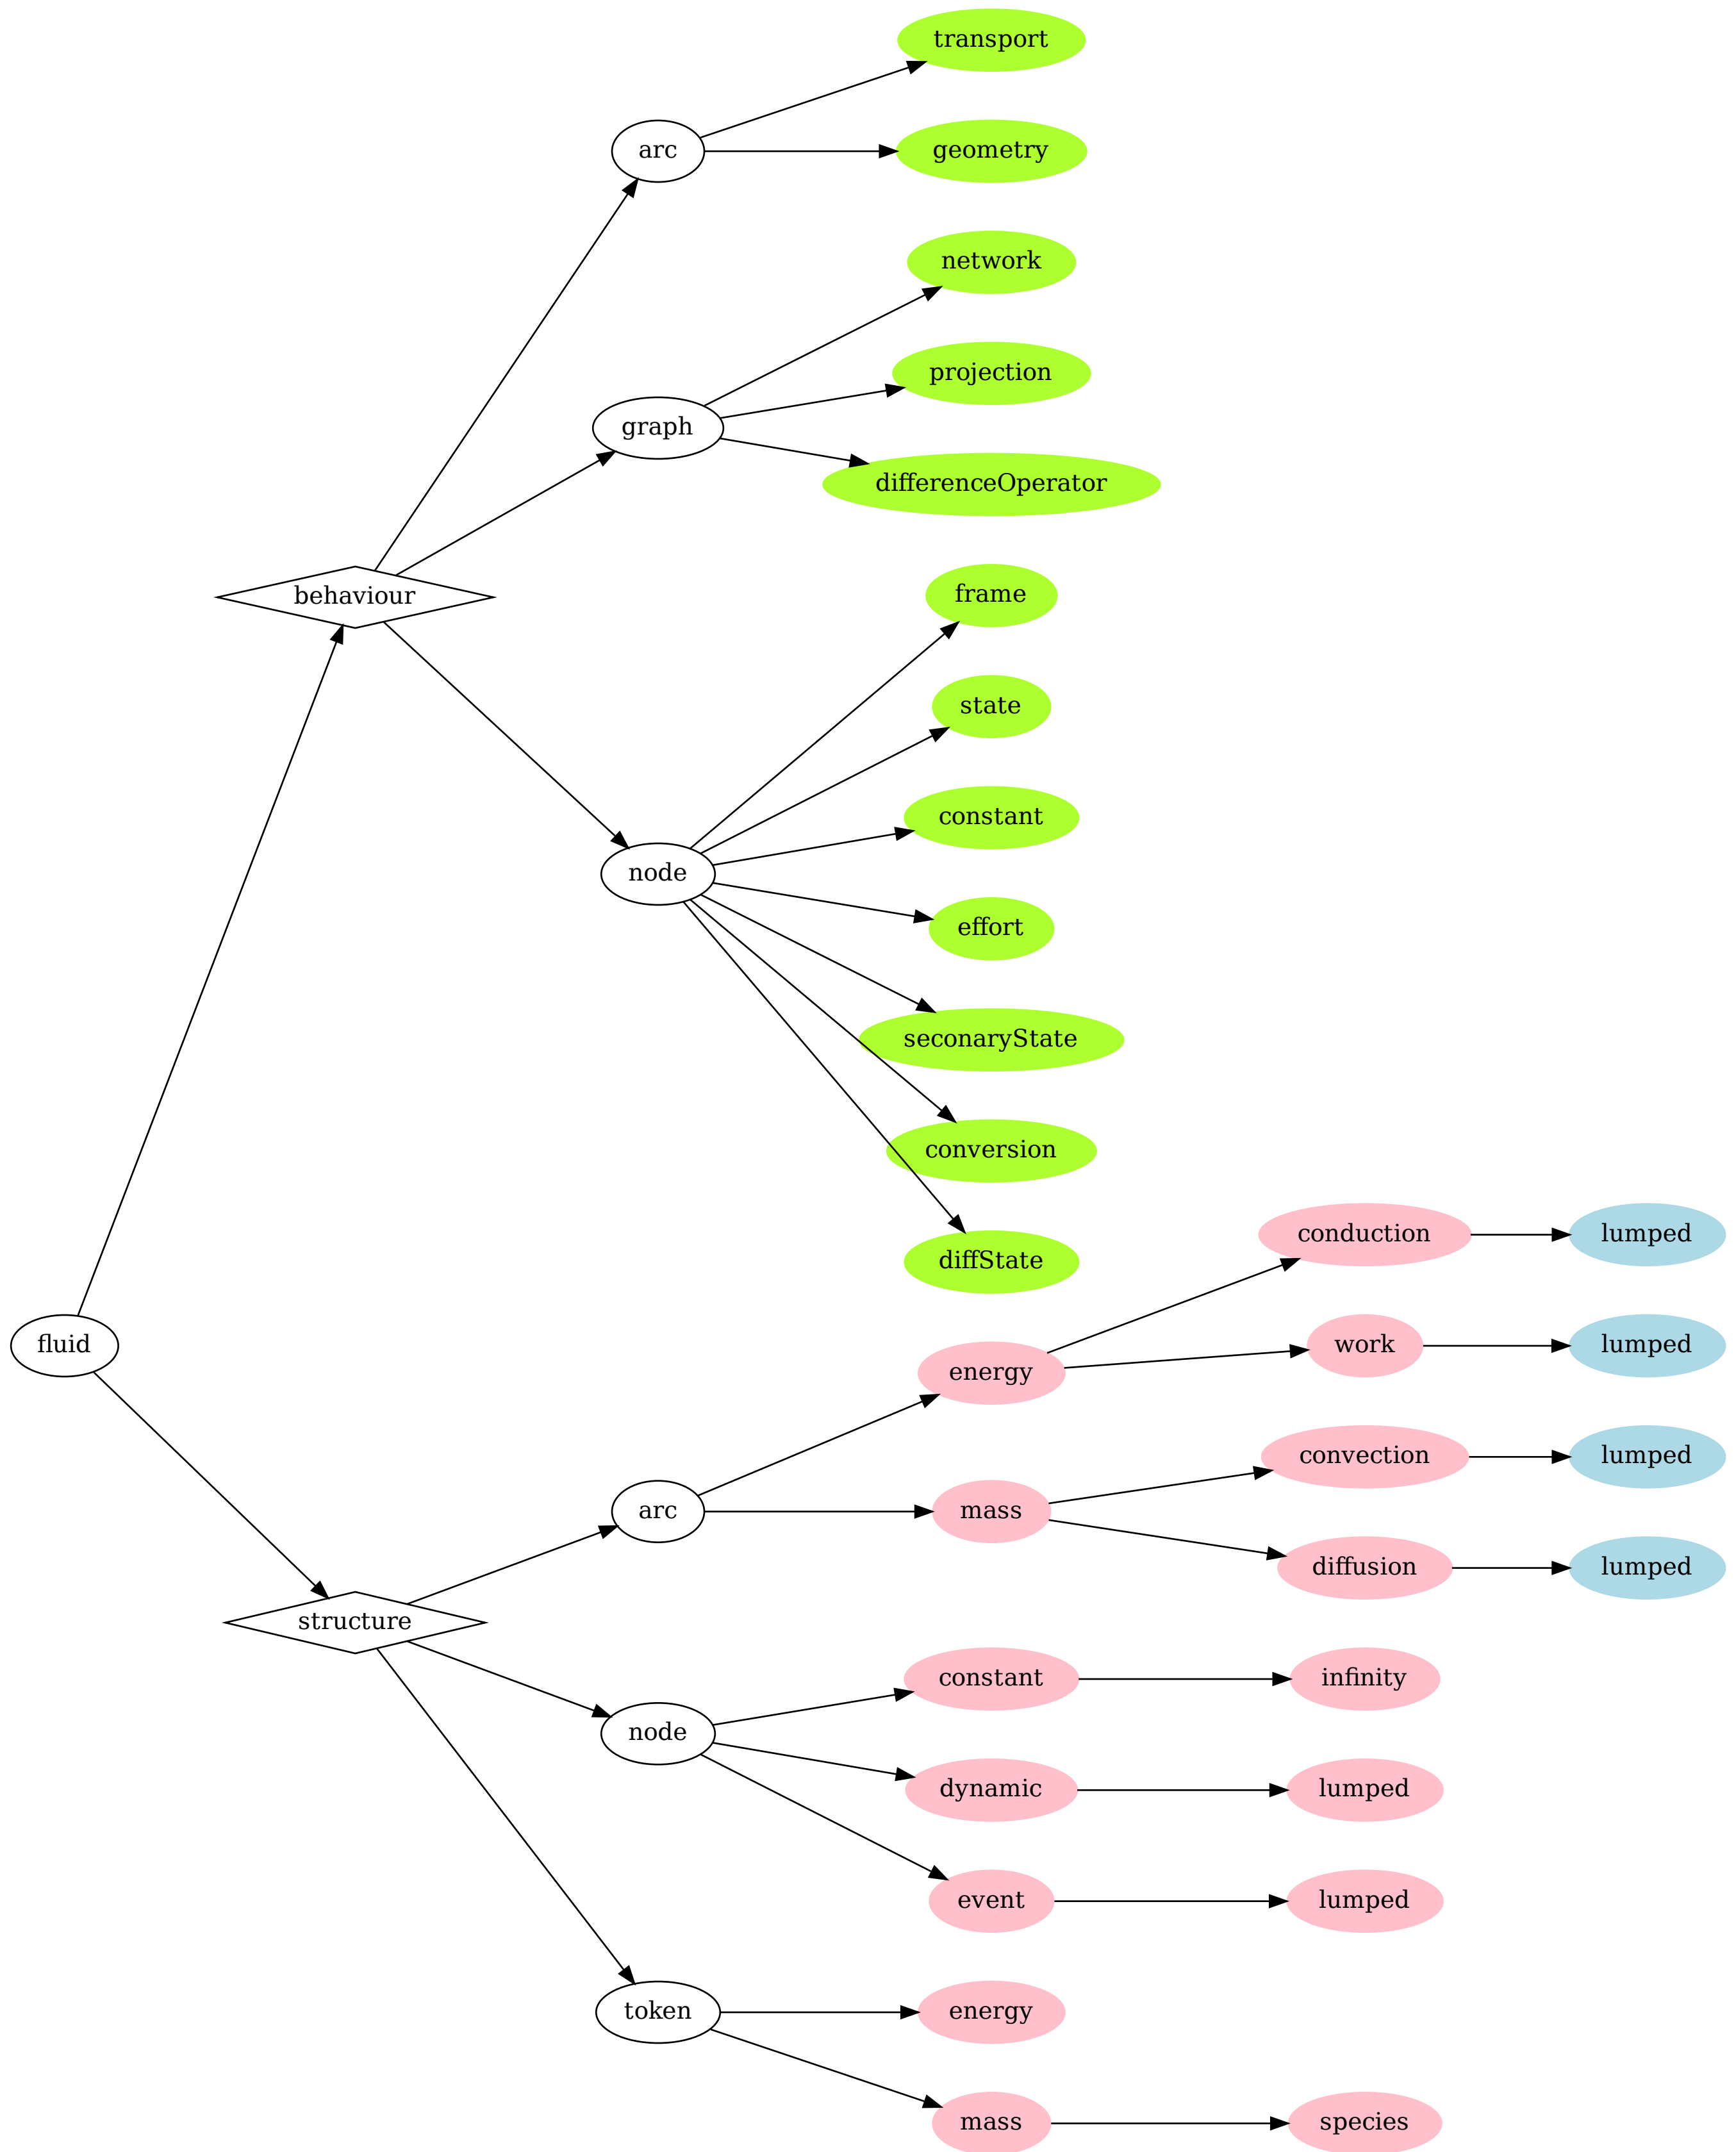 transport
arc
geometry
network
projection
graph
differenceOperator
behaviour
frame
state
constant
node
effort
seconaryState
conversion
diffState
conduction
lumped
fluid
energy
work
lumped
convection
lumped
arc
mass
diffusion
lumped
structure
constant
infinity
node
dynamic
lumped
event
lumped
token
energy
mass
species